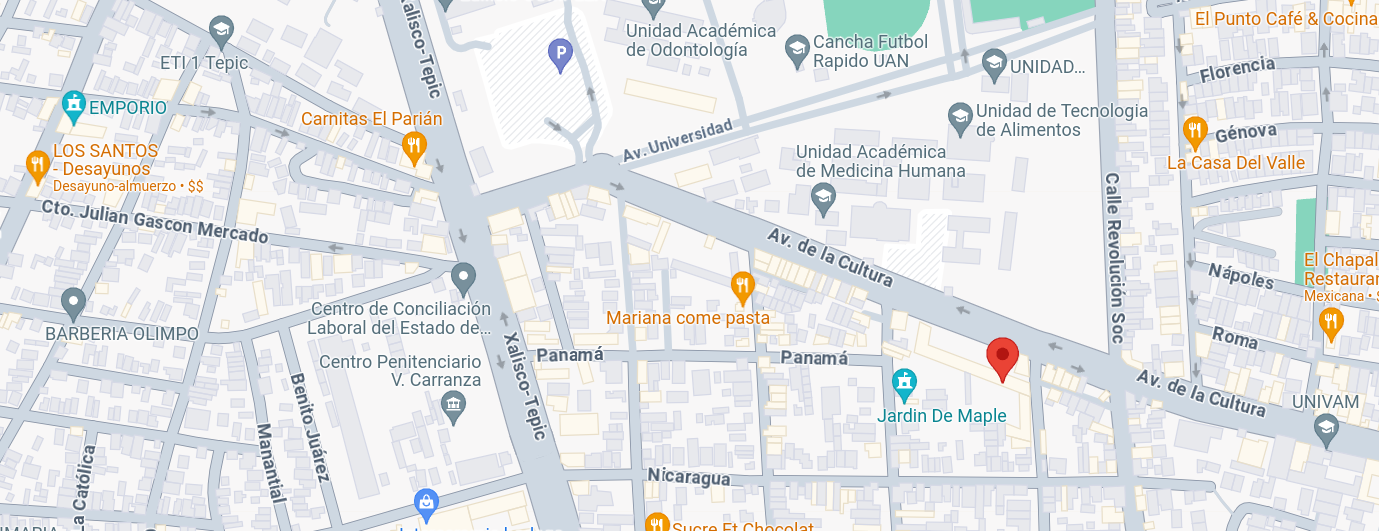 El Punto Café & Cocina
Unidad Académica
de Odontología
Cancha Futbol
Rapido UAN
UNIDAD...
Xalisco-Tepic
P
ETI 1 Tepic
Florencia
EMPORIO
Carnitas El Parián
Av. Universidad
Unidad de Tecnologia
de Alimentos
Génova
LOS SANTOS
- Desayunos
Desayuno-almuerzo • $$
Unidad Académica
de Medicina Humana
La Casa Del Valle
Cto. Julian Gascon Mercado
Av. de la Cultura
Calle Revolución Soc
Nápoles
El Chapal
Restauran
Mexicana •
Centro de Conciliación
Laboral del Estado de...
BARBERIA OLIMPO
Mariana come pasta
Roma
Panamá
Panamá
Xalisco-Tepic
Centro Penitenciario
V. Carranza
Benito Juárez
Jardin De Maple
Av. de la Cultura
UNIVAM
Manantial
La Católica
Nicaragua
Sucre Et Chocolat